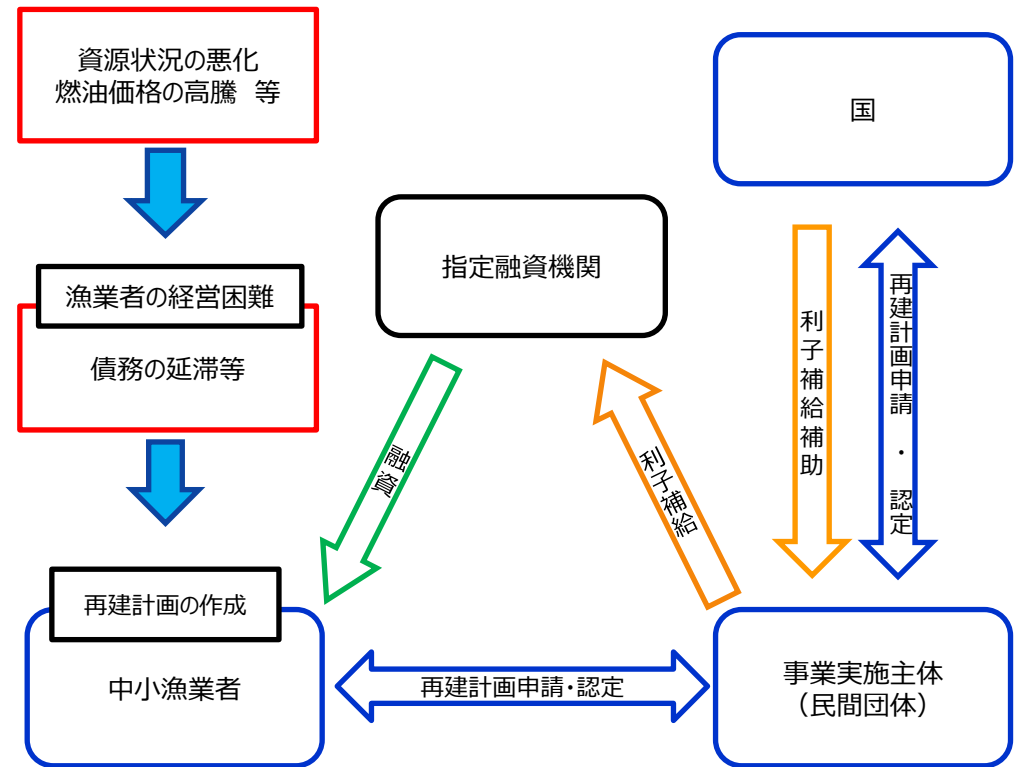 資源状況の悪化
燃油価格の高騰　等
国
指定融資機関
漁業者の経営困難
債務の延滞等
融資
利子補給
利子補給補助
再建計画申請・認定
再建計画の作成
中小漁業者
再建計画申請・認定
事業実施主体
（民間団体）